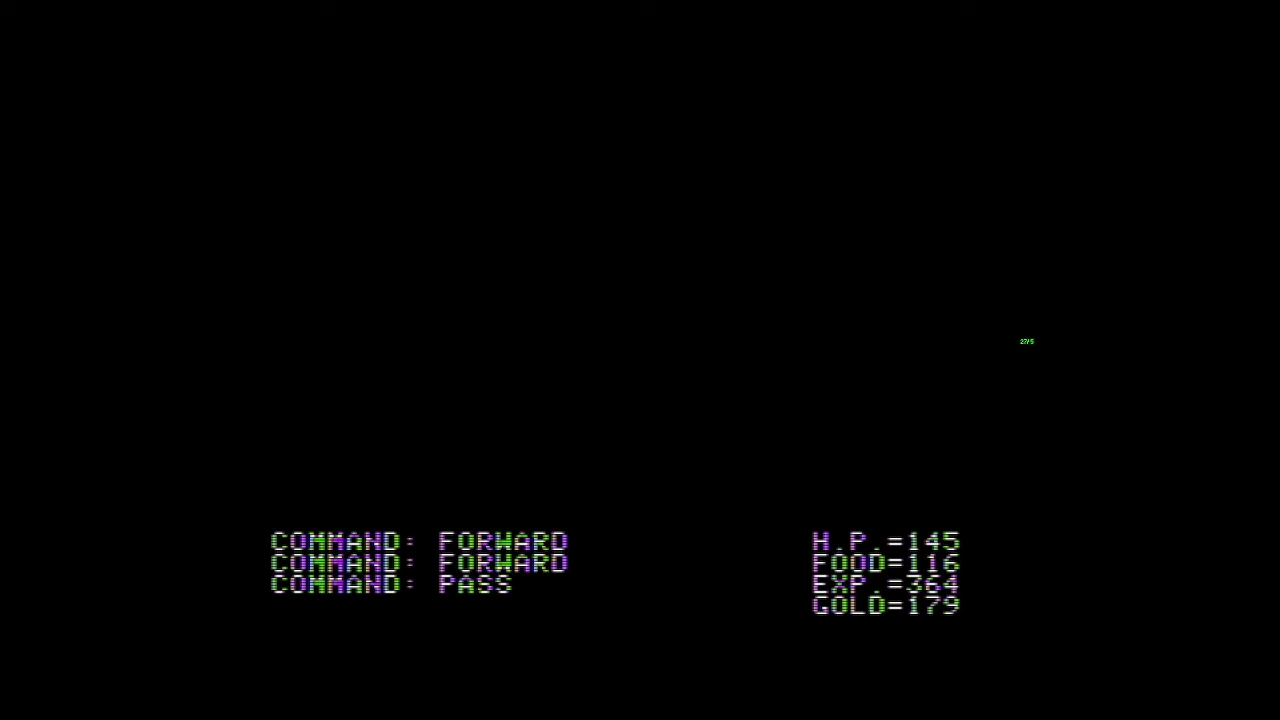 COMMAND: FORWARD
COMMAND: FORWARD
COMMAND: PASS
H.P.=145
FOOD=116
EXP.=364
GOLD=179